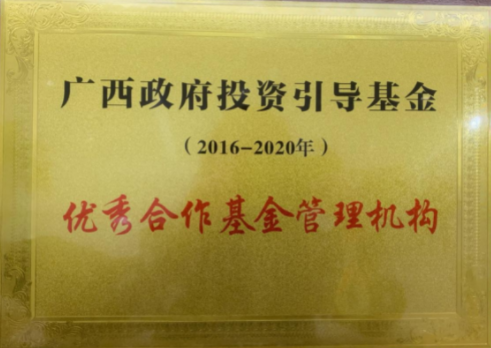 广西政府投资引导基金
（2016-2020年）
优秀合作基金管理机构